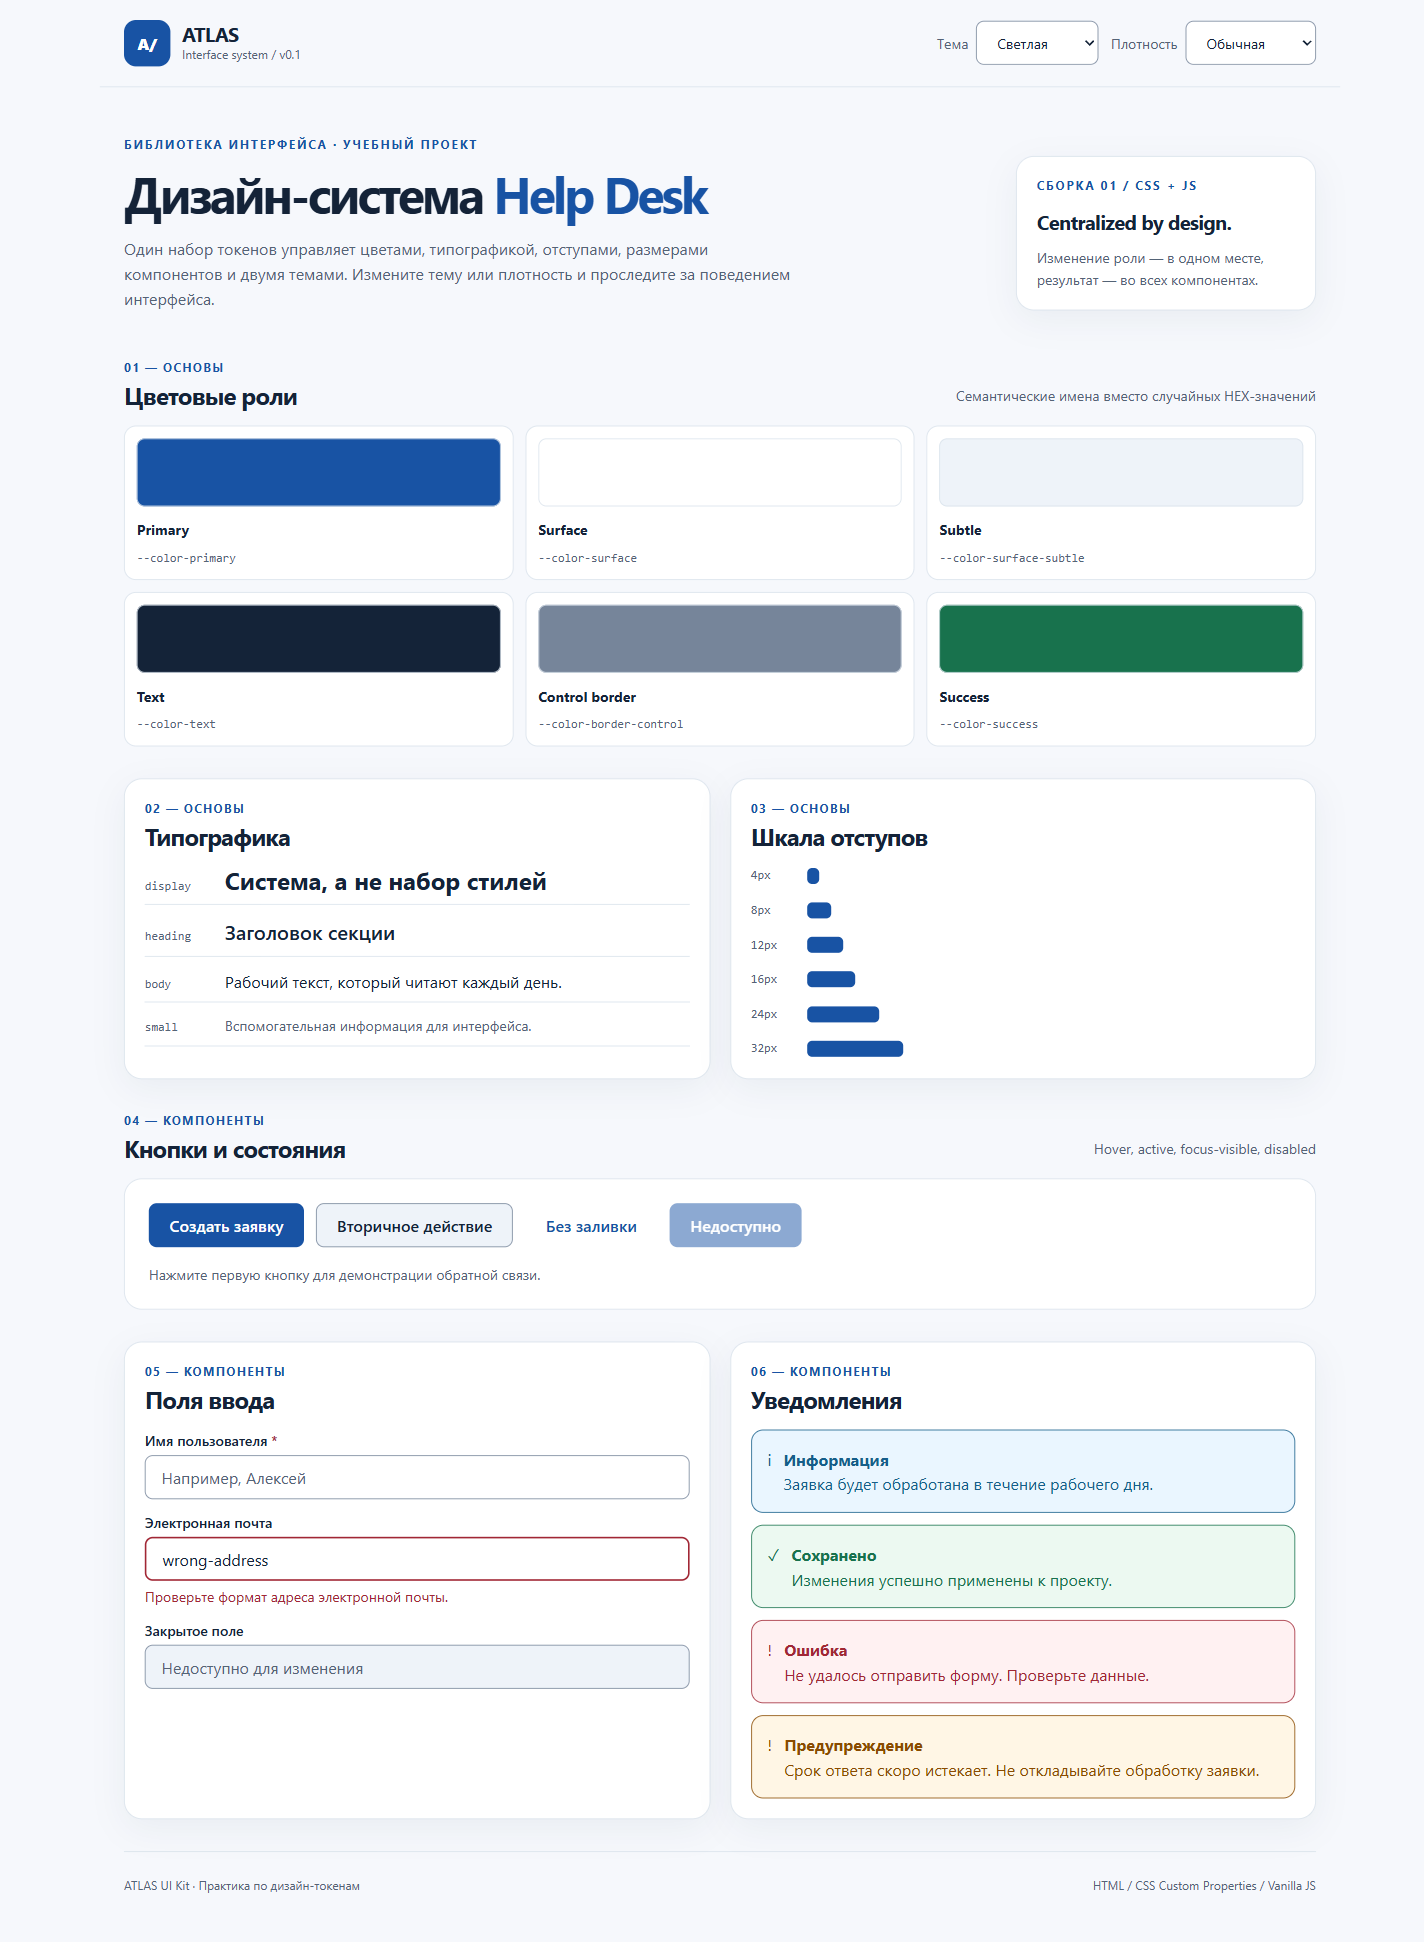 A/
ATLAS
Interface system / v0.1
Тема
Светлая
Плотность
Обычная
БИБЛИОТЕКА ИНТЕРФЕЙСА · УЧЕБНЫЙ ПРОЕКТ
Дизайн-система Help Desk
Один набор токенов управляет цветами, типографикой, отступами, размерами
компонентов и двумя темами. Измените тему или плотность и проследите за поведением
интерфейса.
СБОРКА 01 / CSS + JS
Centralized by design.
Изменение роли — в одном месте,
результат — во всех компонентах.
01 — ОСНОВЫ
Цветовые роли
Семантические имена вместо случайных HEX-значений
Primary
--color-primary
Surface
--color-surface
Subtle
--color-surface-subtle
Text
--color-text
Control border
--color-border-control
Success
--color-success
02 — ОСНОВЫ
Типографика
display
Система, а не набор стилей
heading
Заголовок секции
body
Рабочий текст, который читают каждый день.
small
Вспомогательная информация для интерфейса.
03 — ОСНОВЫ
Шкала отступов
4px
8px
12px
16px
24px
32px
04 — КОМПОНЕНТЫ
Кнопки и состояния
Hover, active, focus-visible, disabled
Создать заявку
Вторичное действие
Без заливки
Недоступно
Нажмите первую кнопку для демонстрации обратной связи.
05 — КОМПОНЕНТЫ
Поля ввода
Имя пользователя *
Например, Алексей
Электронная почта
wrong-address
Проверьте формат адреса электронной почты.
Закрытое поле
Недоступно для изменения
06 — КОМПОНЕНТЫ
Уведомления
i Информация
Заявка будет обработана в течение рабочего дня.
✓ Сохранено
Изменения успешно применены к проекту.
! Ошибка
Не удалось отправить форму. Проверьте данные.
! Предупреждение
Срок ответа скоро истекает. Не откладывайте обработку заявки.
ATLAS UI Kit · Практика по дизайн-токенам
HTML / CSS Custom Properties / Vanilla JS